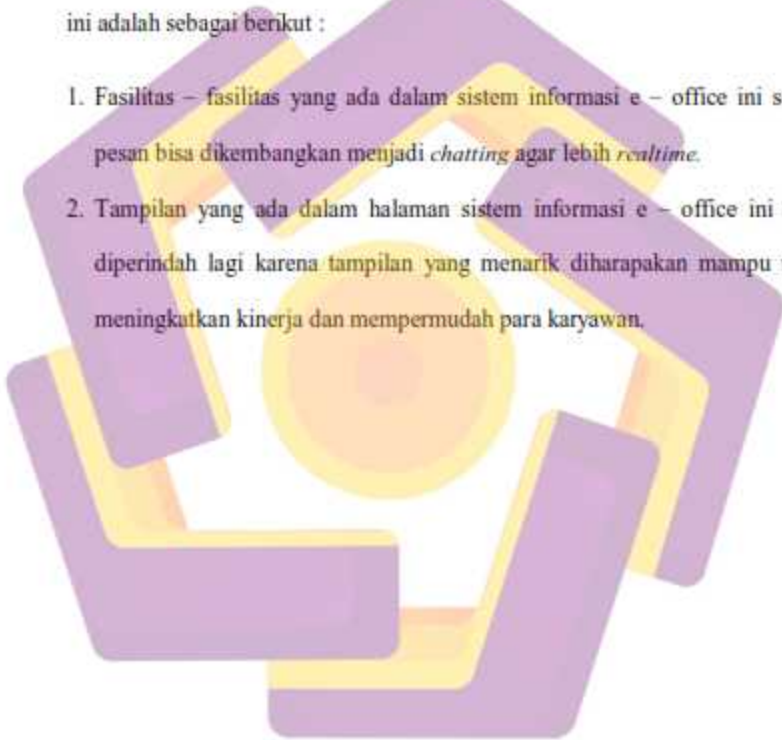 ini adalah sebagai berikut :
1. Fasilitas – fasilitas yang ada dalam sistem informasi e – office ini
pesan bisa dikembangkan menjadi chatting agar lebih realtime.
2. Tampilan yang ada dalam halaman sistem informasi e – office ini
diperindah lagi karena tampilan yang menarik diharapakan mampu
meningkatkan kinerja dan mempermudah para karyawan.